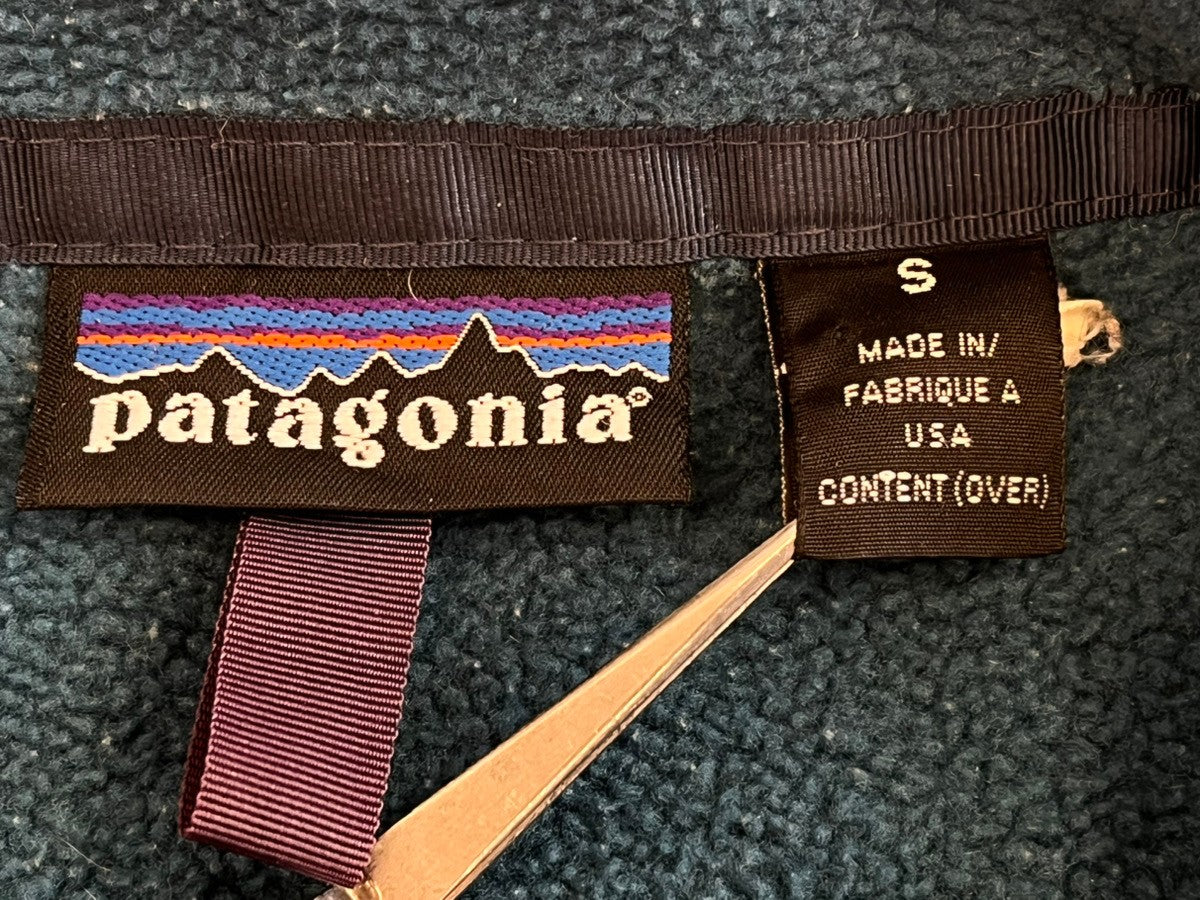 patagonia®
S
MADE IN/
FABRIQUE A
USA
CONTENT (OVER)